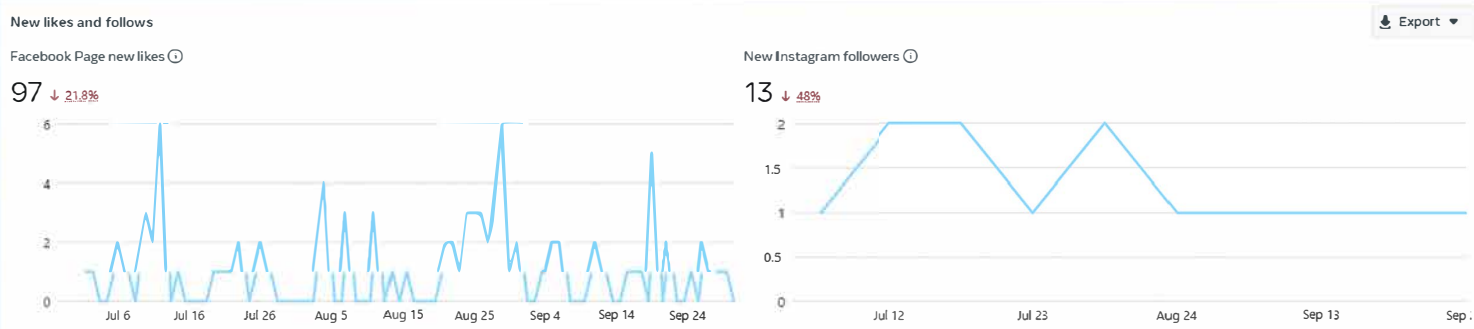 New likes and follows
Export
Facebook Page new likes
97 ↓ 21.8%
6
4
2
0
Jul 6 Jul 16 Jul 26 Aug 5 Aug 15 Aug 25 Sep 4 Sep 14 Sep 24
New Instagram followers
13 ↓ 48%
2
1.5
1
0.5
0
Jul 12 Jul 23 Aug 24 Sep 13 Sep